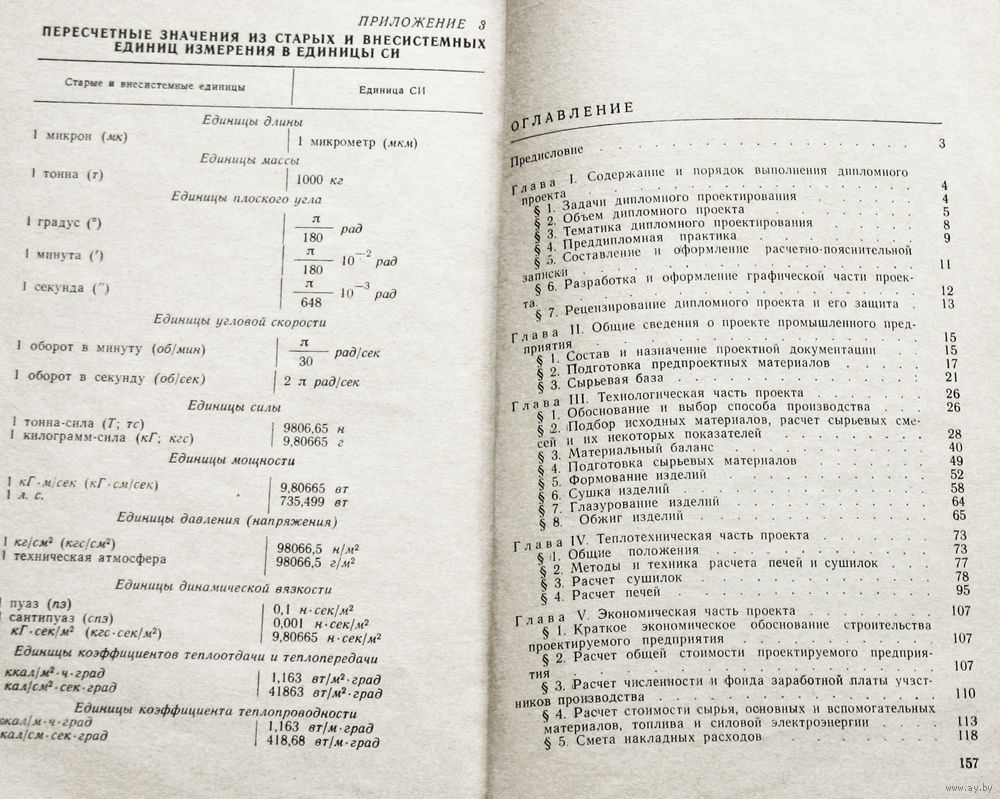 ПРИЛОЖЕНИЕ 3
ПЕРЕСЧЕТНЫЕ ЗНАЧЕНИЯ ИЗ СТАРЫХ И ВНЕСИСТЕМНЫХ
ЕДИНИЦ ИЗМЕРЕНИЯ В ЕДИНИЦЫ СИ
Старые и внесистемные единицы | Единица СИ
Единицы длины
1 микрон (мк) | 1 микрометр (мкм)
Единицы массы
1 тонна (т) | 1000 кг
Единицы плоского угла
1 градус (°) | π/180 рад
1 минута (′) | π/180 10⁻² рад
1 секунда (″) | π/648 10⁻³ рад
Единицы угловой скорости
1 оборот в минуту (об/мин) | π/30 рад/сек
1 оборот в секунду (об/сек) | 2 π рад/сек
Единицы силы
1 тонна-сила (Т; тс) | 9806,65 н
1 килограмм-сила (кГ; кгс) | 9,80665 г
Единицы мощности
1 кГ·м/сек (кГ·см/сек) | 9,80665 вт
1 л. с. | 735,499 вт
Единицы давления (напряжения)
1 кг/см² (кгс/см²) | 98066,5 н/м²
1 техническая атмосфера | 98066,5 г/м²
Единицы динамической вязкости
1 пуаз (пз) | 0,1 н·сек/м²
1 сантипуаз (спз) | 0,001 н·сек/м²
кГ·сек/м² (кгс·сек/м²) | 9,80665 н·сек/м²
Единицы коэффициентов теплоотдачи и теплопередачи
ккал/м²·ч·град | 1,163 вт/м²·град
кал/см²·сек·град | 41863 вт/м²·град
Единицы коэффициента теплопроводности
ккал/м·ч·град | 1,163 вт/м·град
кал/см·сек·град | 418,68 вт/м·град
ОГЛАВЛЕНИЕ
Предисловие . . . 3
Глава I. Содержание и порядок выполнения дипломного
проекта . . . 4
§ 1. Задачи дипломного проектирования . . . 4
§ 2. Объем дипломного проекта . . . 5
§ 3. Тематика дипломного проектирования . . . 8
§ 4. Преддипломная практика . . . 9
§ 5. Составление и оформление расчетно-пояснительной
записки . . . 11
§ 6. Разработка и оформление графической части проек-
та . . . 12
§ 7. Рецензирование дипломного проекта и его защита . 13
Глава II. Общие сведения о проекте промышленного пред-
приятия . . . 15
§ 1. Состав и назначение проектной документации . . . 15
§ 2. Подготовка предпроектных материалов . . . 17
§ 3. Сырьевая база . . . 21
Глава III. Технологическая часть проекта . . . 26
§ 1. Обоснование и выбор способа производства . . . 26
§ 2. Подбор исходных материалов, расчет сырьевых сме-
сей и их некоторых показателей . . . 28
§ 3. Материальный баланс . . . 40
§ 4. Подготовка сырьевых материалов . . . 49
§ 5. Формование изделий . . . 52
§ 6. Сушка изделий . . . 58
§ 7. Глазурование изделий . . . 64
§ 8. Обжиг изделий . . . 65
Глава IV. Теплотехническая часть проекта . . . 73
§ 1. Общие положения . . . 73
§ 2. Методы и техника расчета печей и сушилок . . . 77
§ 3. Расчет сушилок . . . 78
§ 4. Расчет печей . . . 95
Глава V. Экономическая часть проекта . . . 107
§ 1. Краткое экономическое обоснование строительства
проектируемого предприятия . . . 107
§ 2. Расчет общей стоимости проектируемого предприя-
тия . . . 107
§ 3. Расчет численности и фонда заработной платы участ-
ников производства . . . 110
§ 4. Расчет стоимости сырья, основных и вспомогательных
материалов, топлива и силовой электроэнергии . . . 113
§ 5. Смета накладных расходов . . . 118
157
www.ay.by